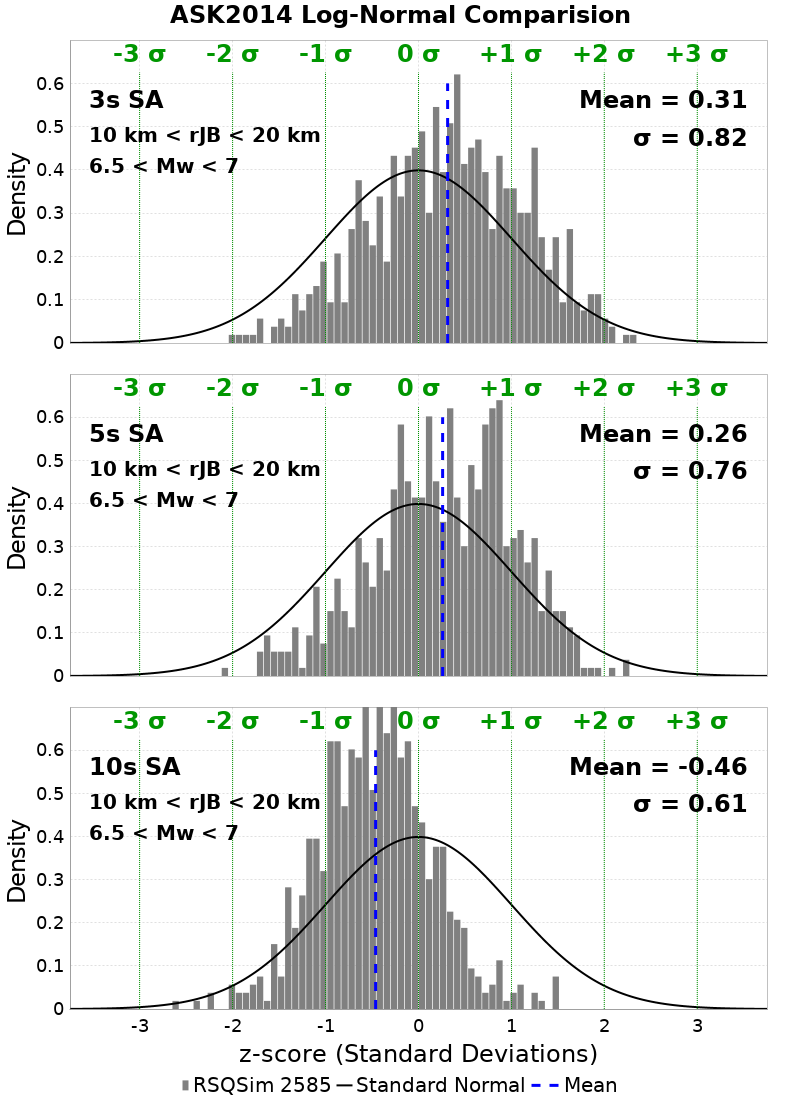 ASK2014 Log-Normal Comparision
-3 σ -2 σ -1 σ 0 σ +1 σ +2 σ +3 σ
3s SA
10 km < rJB < 20 km
6.5 < Mw < 7
Mean = 0.31
σ = 0.82
0.6
0.5
0.4
0.3
0.2
0.1
0
Density
-3 σ -2 σ -1 σ 0 σ +1 σ +2 σ +3 σ
5s SA
10 km < rJB < 20 km
6.5 < Mw < 7
Mean = 0.26
σ = 0.76
0.6
0.5
0.4
0.3
0.2
0.1
0
Density
-3 σ -2 σ -1 σ 0 σ +1 σ +2 σ +3 σ
10s SA
10 km < rJB < 20 km
6.5 < Mw < 7
Mean = -0.46
σ = 0.61
0.6
0.5
0.4
0.3
0.2
0.1
0
Density
-3 -2 -1 0 1 2 3
z-score (Standard Deviations)
RSQSim 2585 Standard Normal Mean